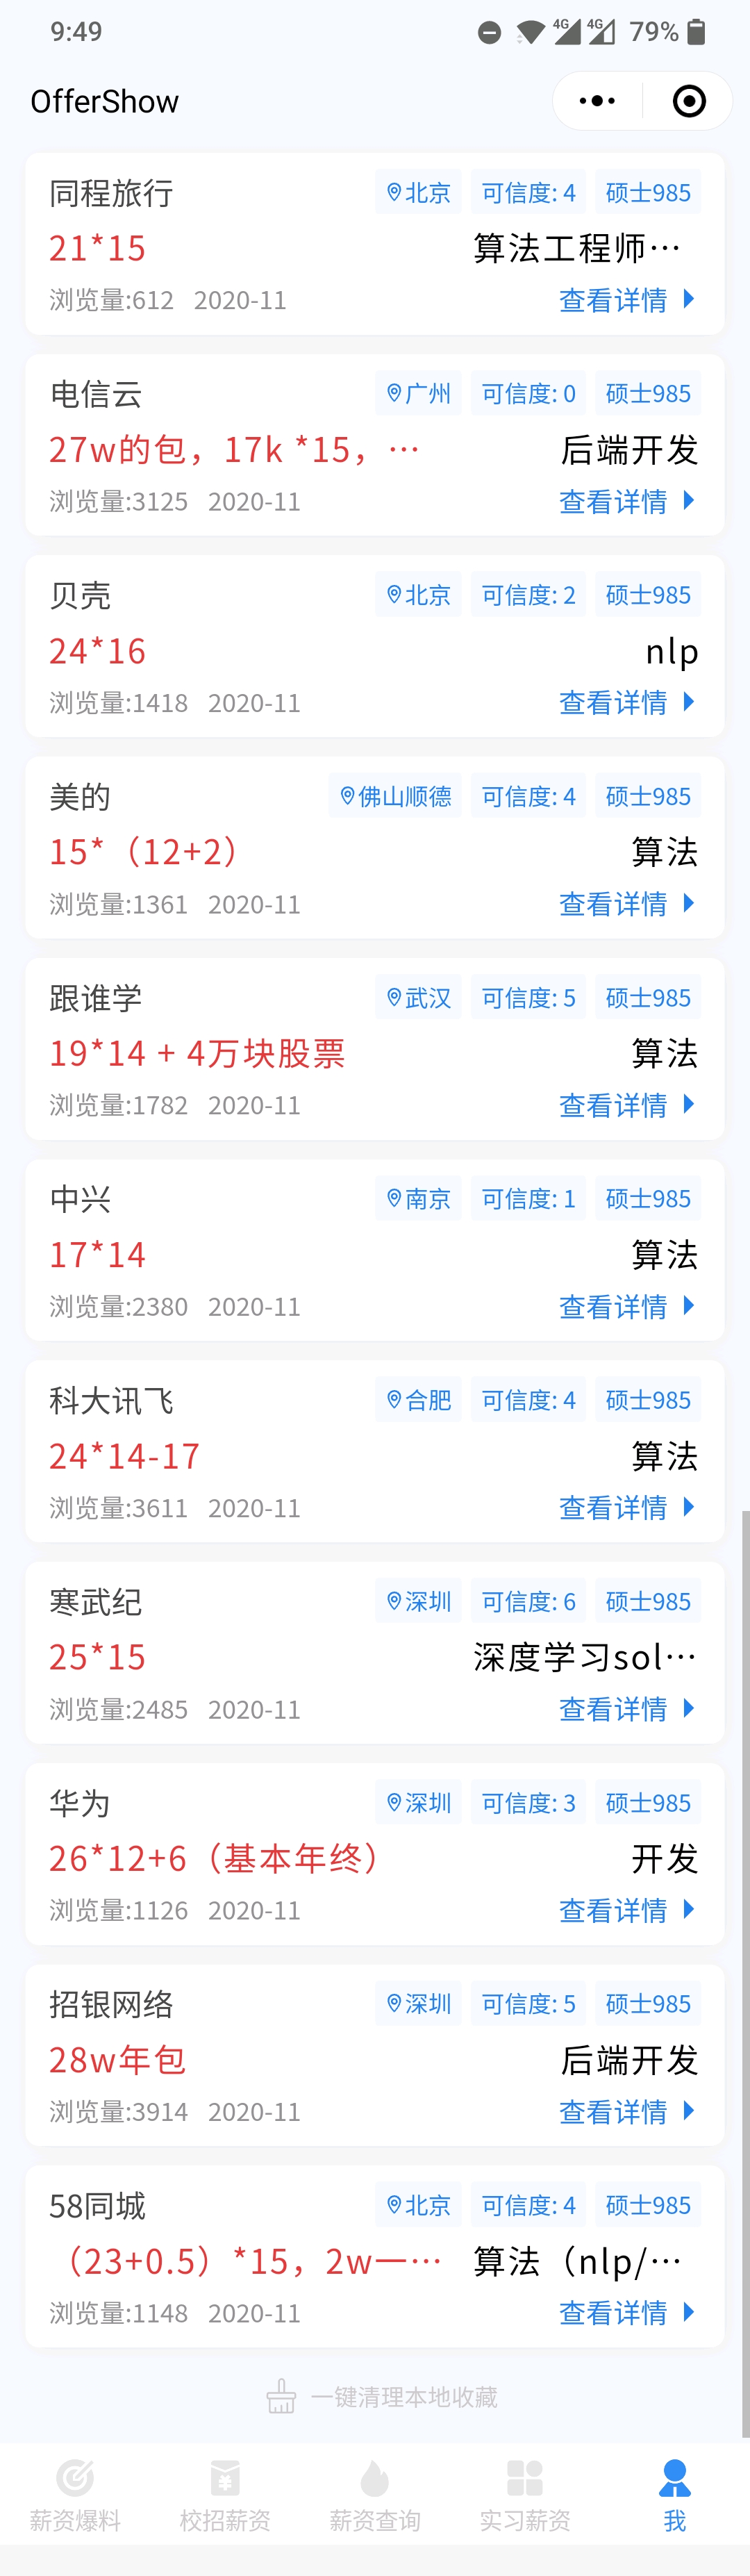 9:49 4G 4G 79%
OfferShow
同程旅行 北京 可信度: 4 硕士985
21*15 算法工程师…
浏览量:612 2020-11 查看详情
电信云 广州 可信度: 0 硕士985
27w的包，17k *15，… 后端开发
浏览量:3125 2020-11 查看详情
贝壳 北京 可信度: 2 硕士985
24*16 nlp
浏览量:1418 2020-11 查看详情
美的 佛山顺德 可信度: 4 硕士985
15*（12+2） 算法
浏览量:1361 2020-11 查看详情
跟谁学 武汉 可信度: 5 硕士985
19*14 + 4万块股票 算法
浏览量:1782 2020-11 查看详情
中兴 南京 可信度: 1 硕士985
17*14 算法
浏览量:2380 2020-11 查看详情
科大讯飞 合肥 可信度: 4 硕士985
24*14-17 算法
浏览量:3611 2020-11 查看详情
寒武纪 深圳 可信度: 6 硕士985
25*15 深度学习sol…
浏览量:2485 2020-11 查看详情
华为 深圳 可信度: 3 硕士985
26*12+6（基本年终） 开发
浏览量:1126 2020-11 查看详情
招银网络 深圳 可信度: 5 硕士985
28w年包 后端开发
浏览量:3914 2020-11 查看详情
58同城 北京 可信度: 4 硕士985
（23+0.5）*15，2w一… 算法（nlp/…
浏览量:1148 2020-11 查看详情
一键清理本地收藏
薪资爆料 校招薪资 薪资查询 实习薪资 我